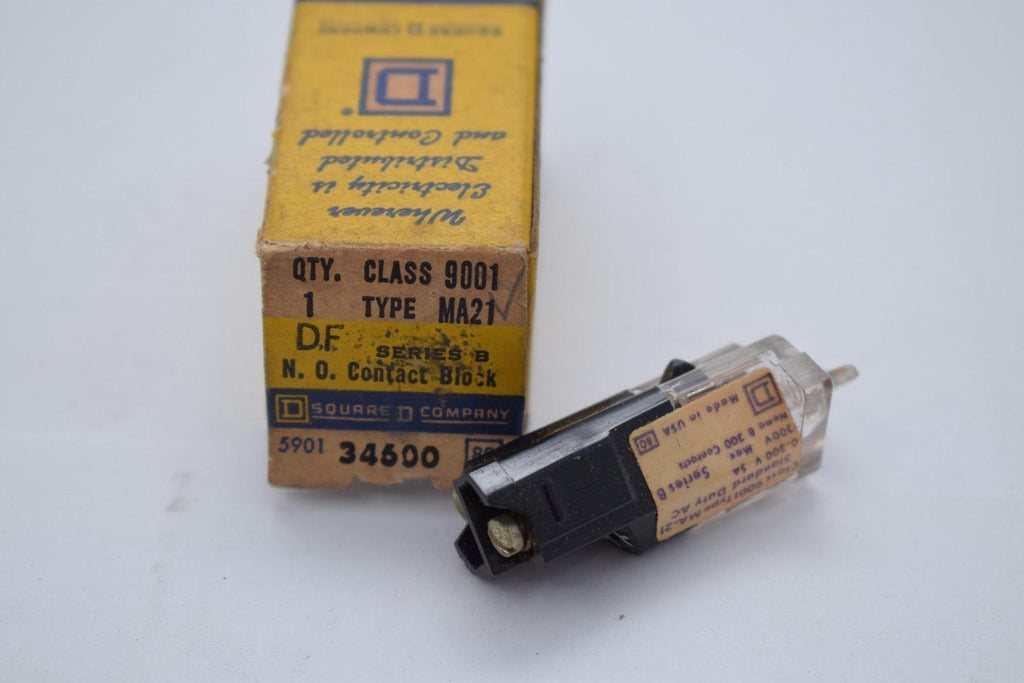 SQUARE D COMPANY
D
Wherever
Electricity is
Distributed
and Controlled
QTY. CLASS 9001
1 TYPE MA21
D.F
SERIES B
N. O. Contact Block
D SQUARE D COMPANY
5901 34600 80
Class 9001 Type MA-21
Standard Duty AC
0-300 V 5A Series B
300V Max
Nema B 300 Contacts
80 Made in USA D